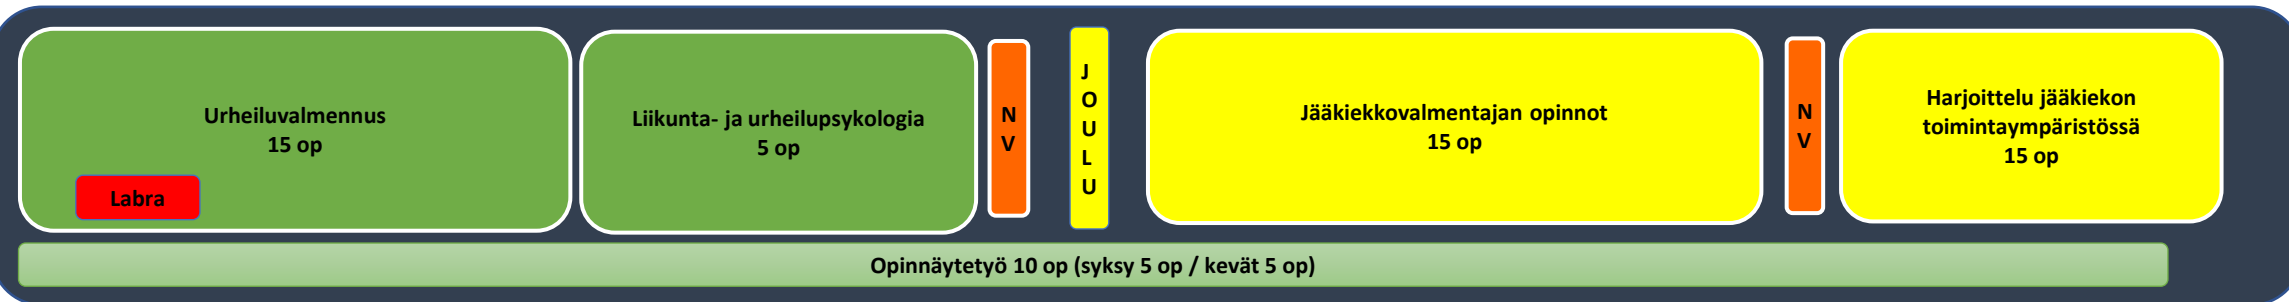 Urheiluvalmennus
15 op
Labra
Liikunta- ja urheilupsykologia
5 op
N
V
J
O
U
L
U
Jääkiekkovalmentajan opinnot
15 op
N
V
Harjoittelu jääkiekon
toimintaympäristössä
15 op
Opinnäytetyö 10 op (syksy 5 op / kevät 5 op)